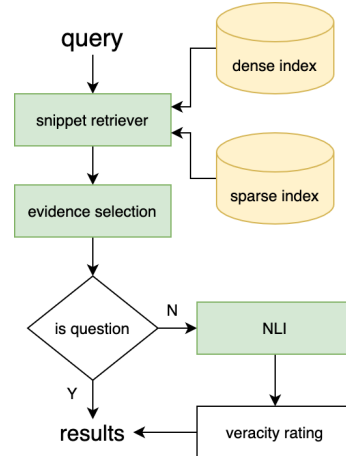 query
dense index
snippet retriever
sparse index
evidence selection
is question
N
NLI
Y
results
veracity rating